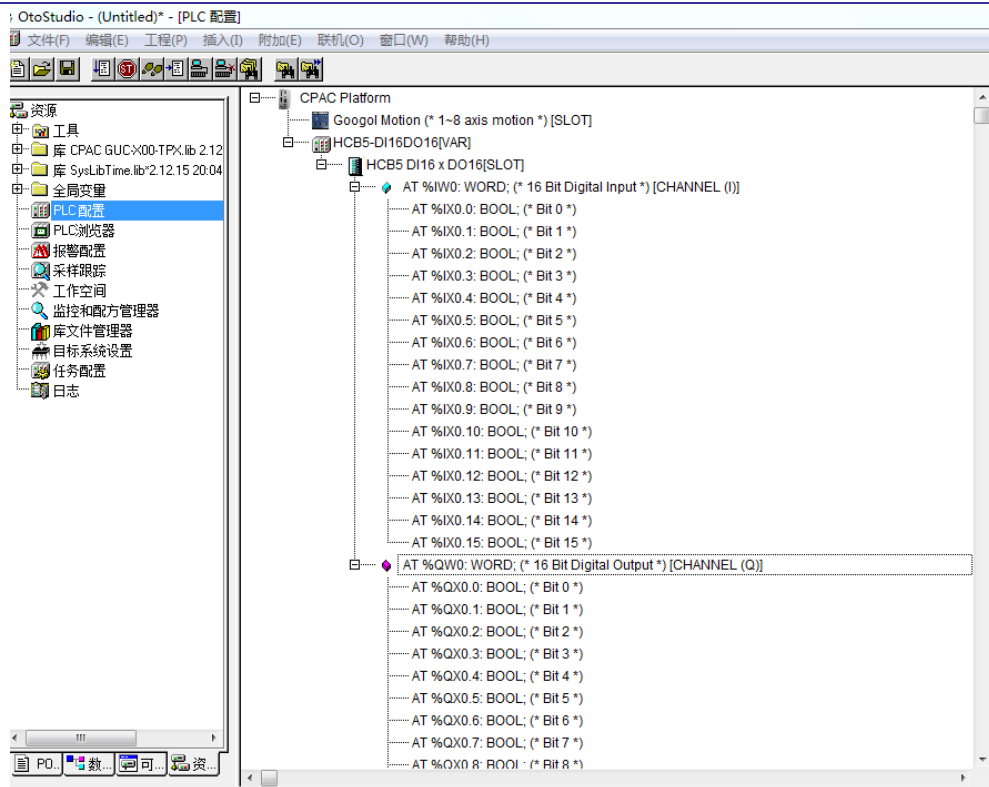 OtoStudio - (Untitled)* - [PLC 配置]
文件(F) 编辑(E) 工程(P) 插入(I) 附加(E) 联机(O) 窗口(W) 帮助(H)
资源
工具
库 CPAC GUC-X00-TPX.lib 2.12
库 SysLibTime.lib*2.12.15 20:04
全局变量
PLC 配置
PLC浏览器
报警配置
采样跟踪
工作空间
监控和配方管理器
库文件管理器
目标系统设置
任务配置
日志
PO... 数... 可... 资...
CPAC Platform
Googol Motion (* 1~8 axis motion *) [SLOT]
HCB5-DI16DO16[VAR]
HCB5 DI16 x DO16[SLOT]
AT %IW0: WORD; (* 16 Bit Digital Input *) [CHANNEL (I)]
AT %IX0.0: BOOL; (* Bit 0 *)
AT %IX0.1: BOOL; (* Bit 1 *)
AT %IX0.2: BOOL; (* Bit 2 *)
AT %IX0.3: BOOL; (* Bit 3 *)
AT %IX0.4: BOOL; (* Bit 4 *)
AT %IX0.5: BOOL; (* Bit 5 *)
AT %IX0.6: BOOL; (* Bit 6 *)
AT %IX0.7: BOOL; (* Bit 7 *)
AT %IX0.8: BOOL; (* Bit 8 *)
AT %IX0.9: BOOL; (* Bit 9 *)
AT %IX0.10: BOOL; (* Bit 10 *)
AT %IX0.11: BOOL; (* Bit 11 *)
AT %IX0.12: BOOL; (* Bit 12 *)
AT %IX0.13: BOOL; (* Bit 13 *)
AT %IX0.14: BOOL; (* Bit 14 *)
AT %IX0.15: BOOL; (* Bit 15 *)
AT %QW0: WORD; (* 16 Bit Digital Output *) [CHANNEL (Q)]
AT %QX0.0: BOOL; (* Bit 0 *)
AT %QX0.1: BOOL; (* Bit 1 *)
AT %QX0.2: BOOL; (* Bit 2 *)
AT %QX0.3: BOOL; (* Bit 3 *)
AT %QX0.4: BOOL; (* Bit 4 *)
AT %QX0.5: BOOL; (* Bit 5 *)
AT %QX0.6: BOOL; (* Bit 6 *)
AT %QX0.7: BOOL; (* Bit 7 *)
AT %QX0.8: BOOL; (* Bit 8 *)